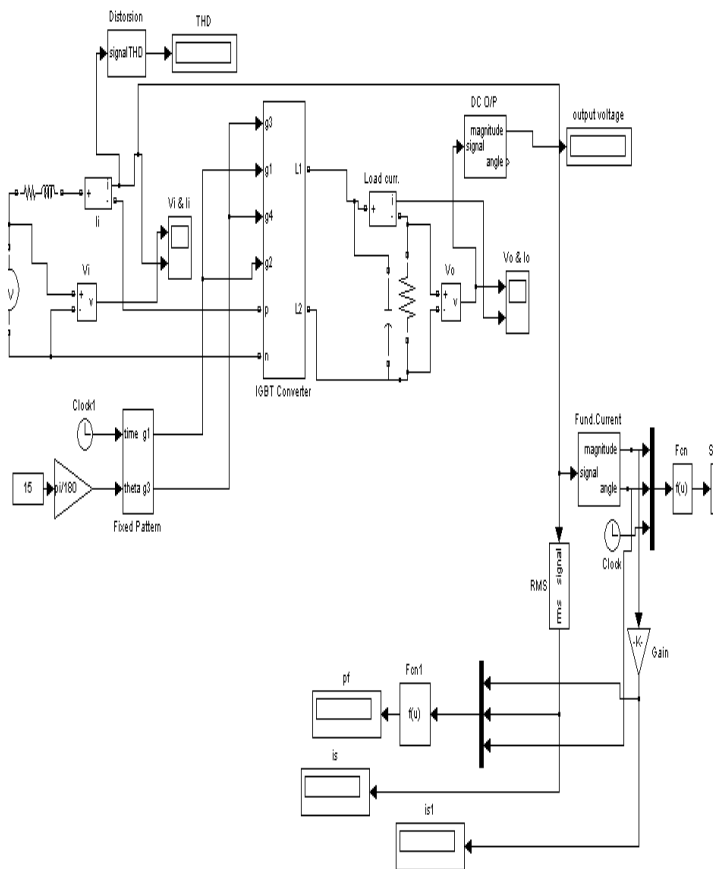 Distorsion
THD
signalTHD
DC O/P
output voltage
magnitude
signal
angle
g3
g1
g4
g2
p
n
L1
L2
IGBT Converter
Load curr.
+
i
-
+
i
-
Ii
Vi & Ii
Vi
+
-
v
V
Vo
+
-
v
Vo & Io
Clock1
time g1
theta g3
Fixed Pattern
15
pi/180
Fund.Current
magnitude
signal
angle
Fcn
f(u)
S
Clock
RMS
rms signal
-K-
Gain
pf
Fcn1
f(u)
is
is1